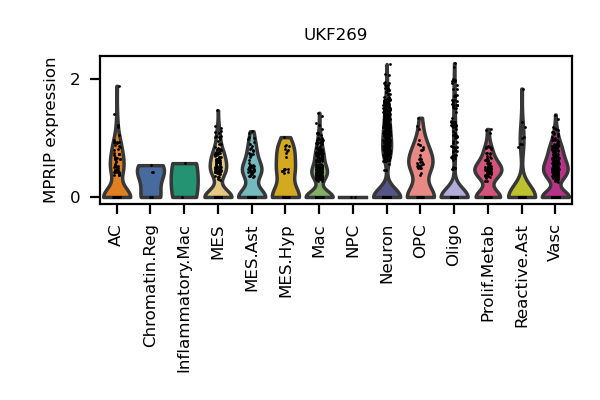 UKF269
MPRIP expression
2
0
AC
Chromatin.Reg
Inflammatory.Mac
MES
MES.Ast
MES.Hyp
Mac
NPC
Neuron
OPC
Oligo
Prolif.Metab
Reactive.Ast
Vasc